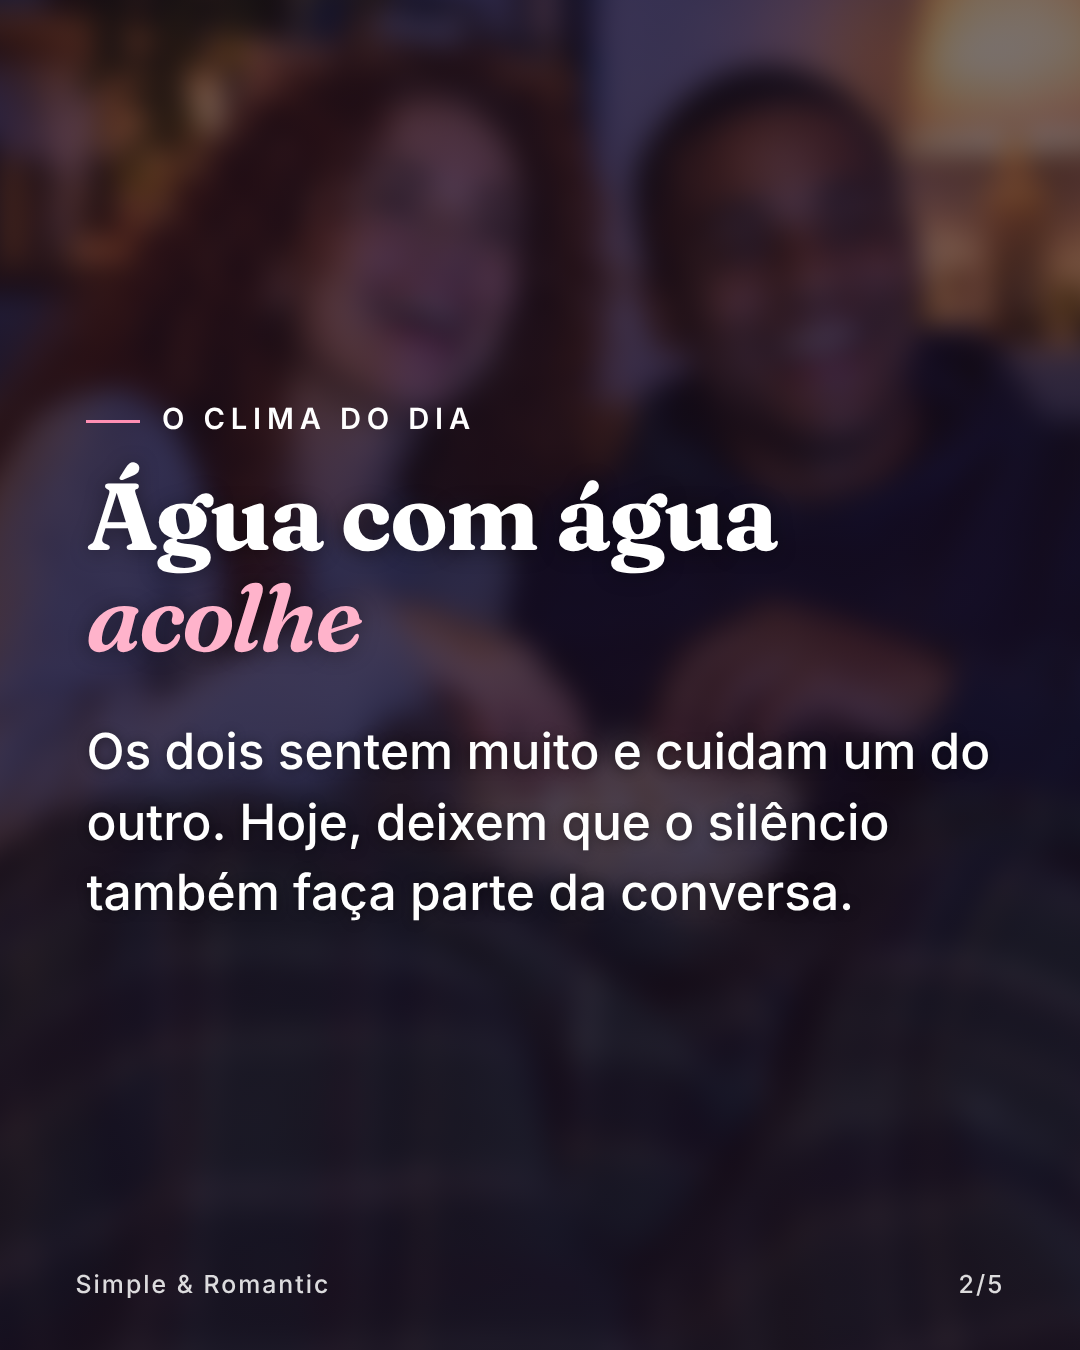 O CLIMA DO DIA
Água com água
acolhe
Os dois sentem muito e cuidam um do
outro. Hoje, deixem que o silêncio
também faça parte da conversa.
Simple & Romantic
2/5